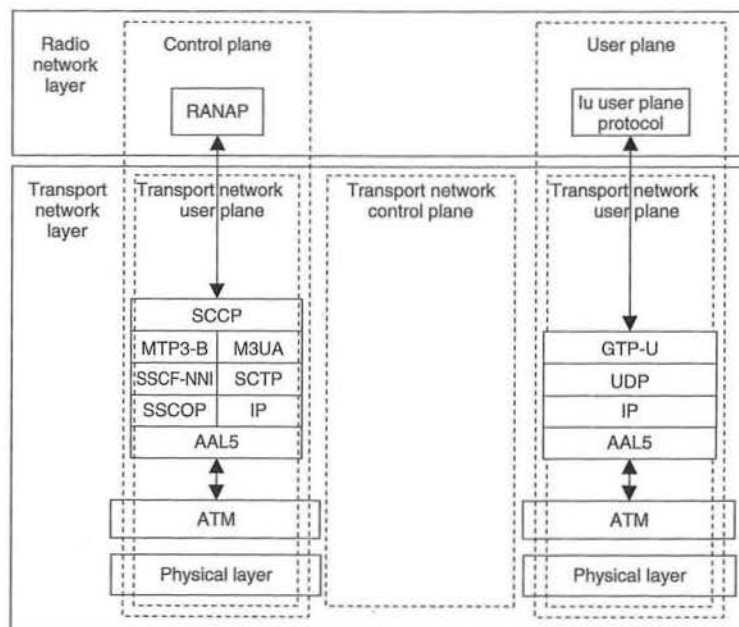 Radio
network
layer
Control plane
RANAP
User plane
Iu user plane
protocol
Transport
network
layer
Transport network
user plane
Transport network
control plane
Transport network
user plane
SCCP
MTP3-B M3UA
SSCF-NNI SCTP
SSCOP IP
AAL5
ATM
Physical layer
GTP-U
UDP
IP
AAL5
ATM
Physical layer